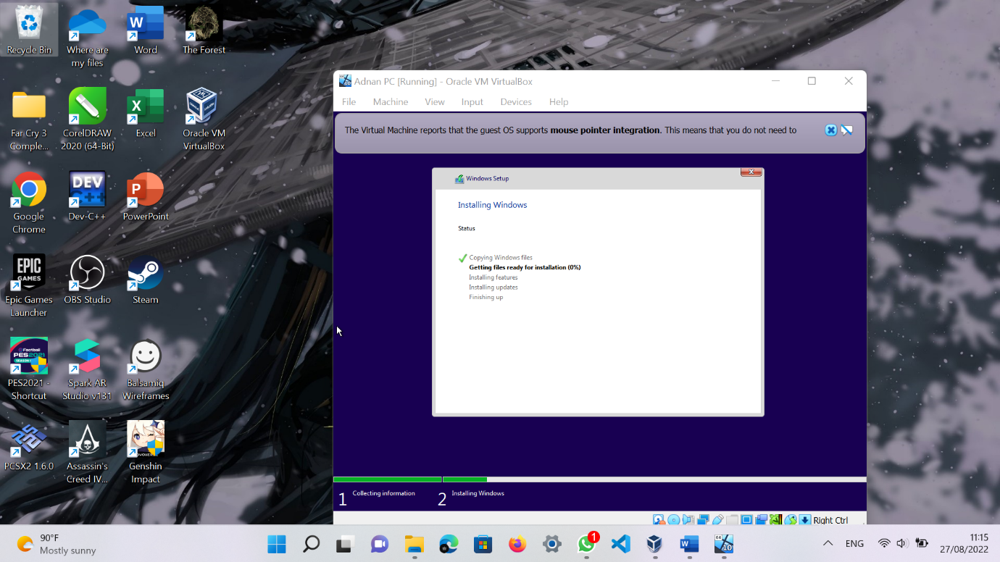 Recycle Bin
Where are
my files
Word
The Forest
Far Cry 3
Comple...
CorelDRAW
2020 (64-Bit)
Excel
Oracle VM
VirtualBox
Google
Chrome
DEV
C++
Dev-C++
PowerPoint
EPIC
GAMES
Epic Games
Launcher
OBS Studio
Steam
eFootball
PES2021
PES2021 -
Shortcut
Spark AR
Studio v131
Balsamiq
Wireframes
PCSX2 1.6.0
Assassin's
Creed IV...
Genshin
Impact
Adnan PC [Running] - Oracle VM VirtualBox
File Machine View Input Devices Help
The Virtual Machine reports that the guest OS supports mouse pointer integration. This means that you do not need to
Windows Setup
Installing Windows
Status
Copying Windows files
Getting files ready for installation (0%)
Installing features
Installing updates
Finishing up
1 Collecting information 2 Installing Windows
Right Ctrl
90°F
Mostly sunny
1
ENG
11:15
27/08/2022